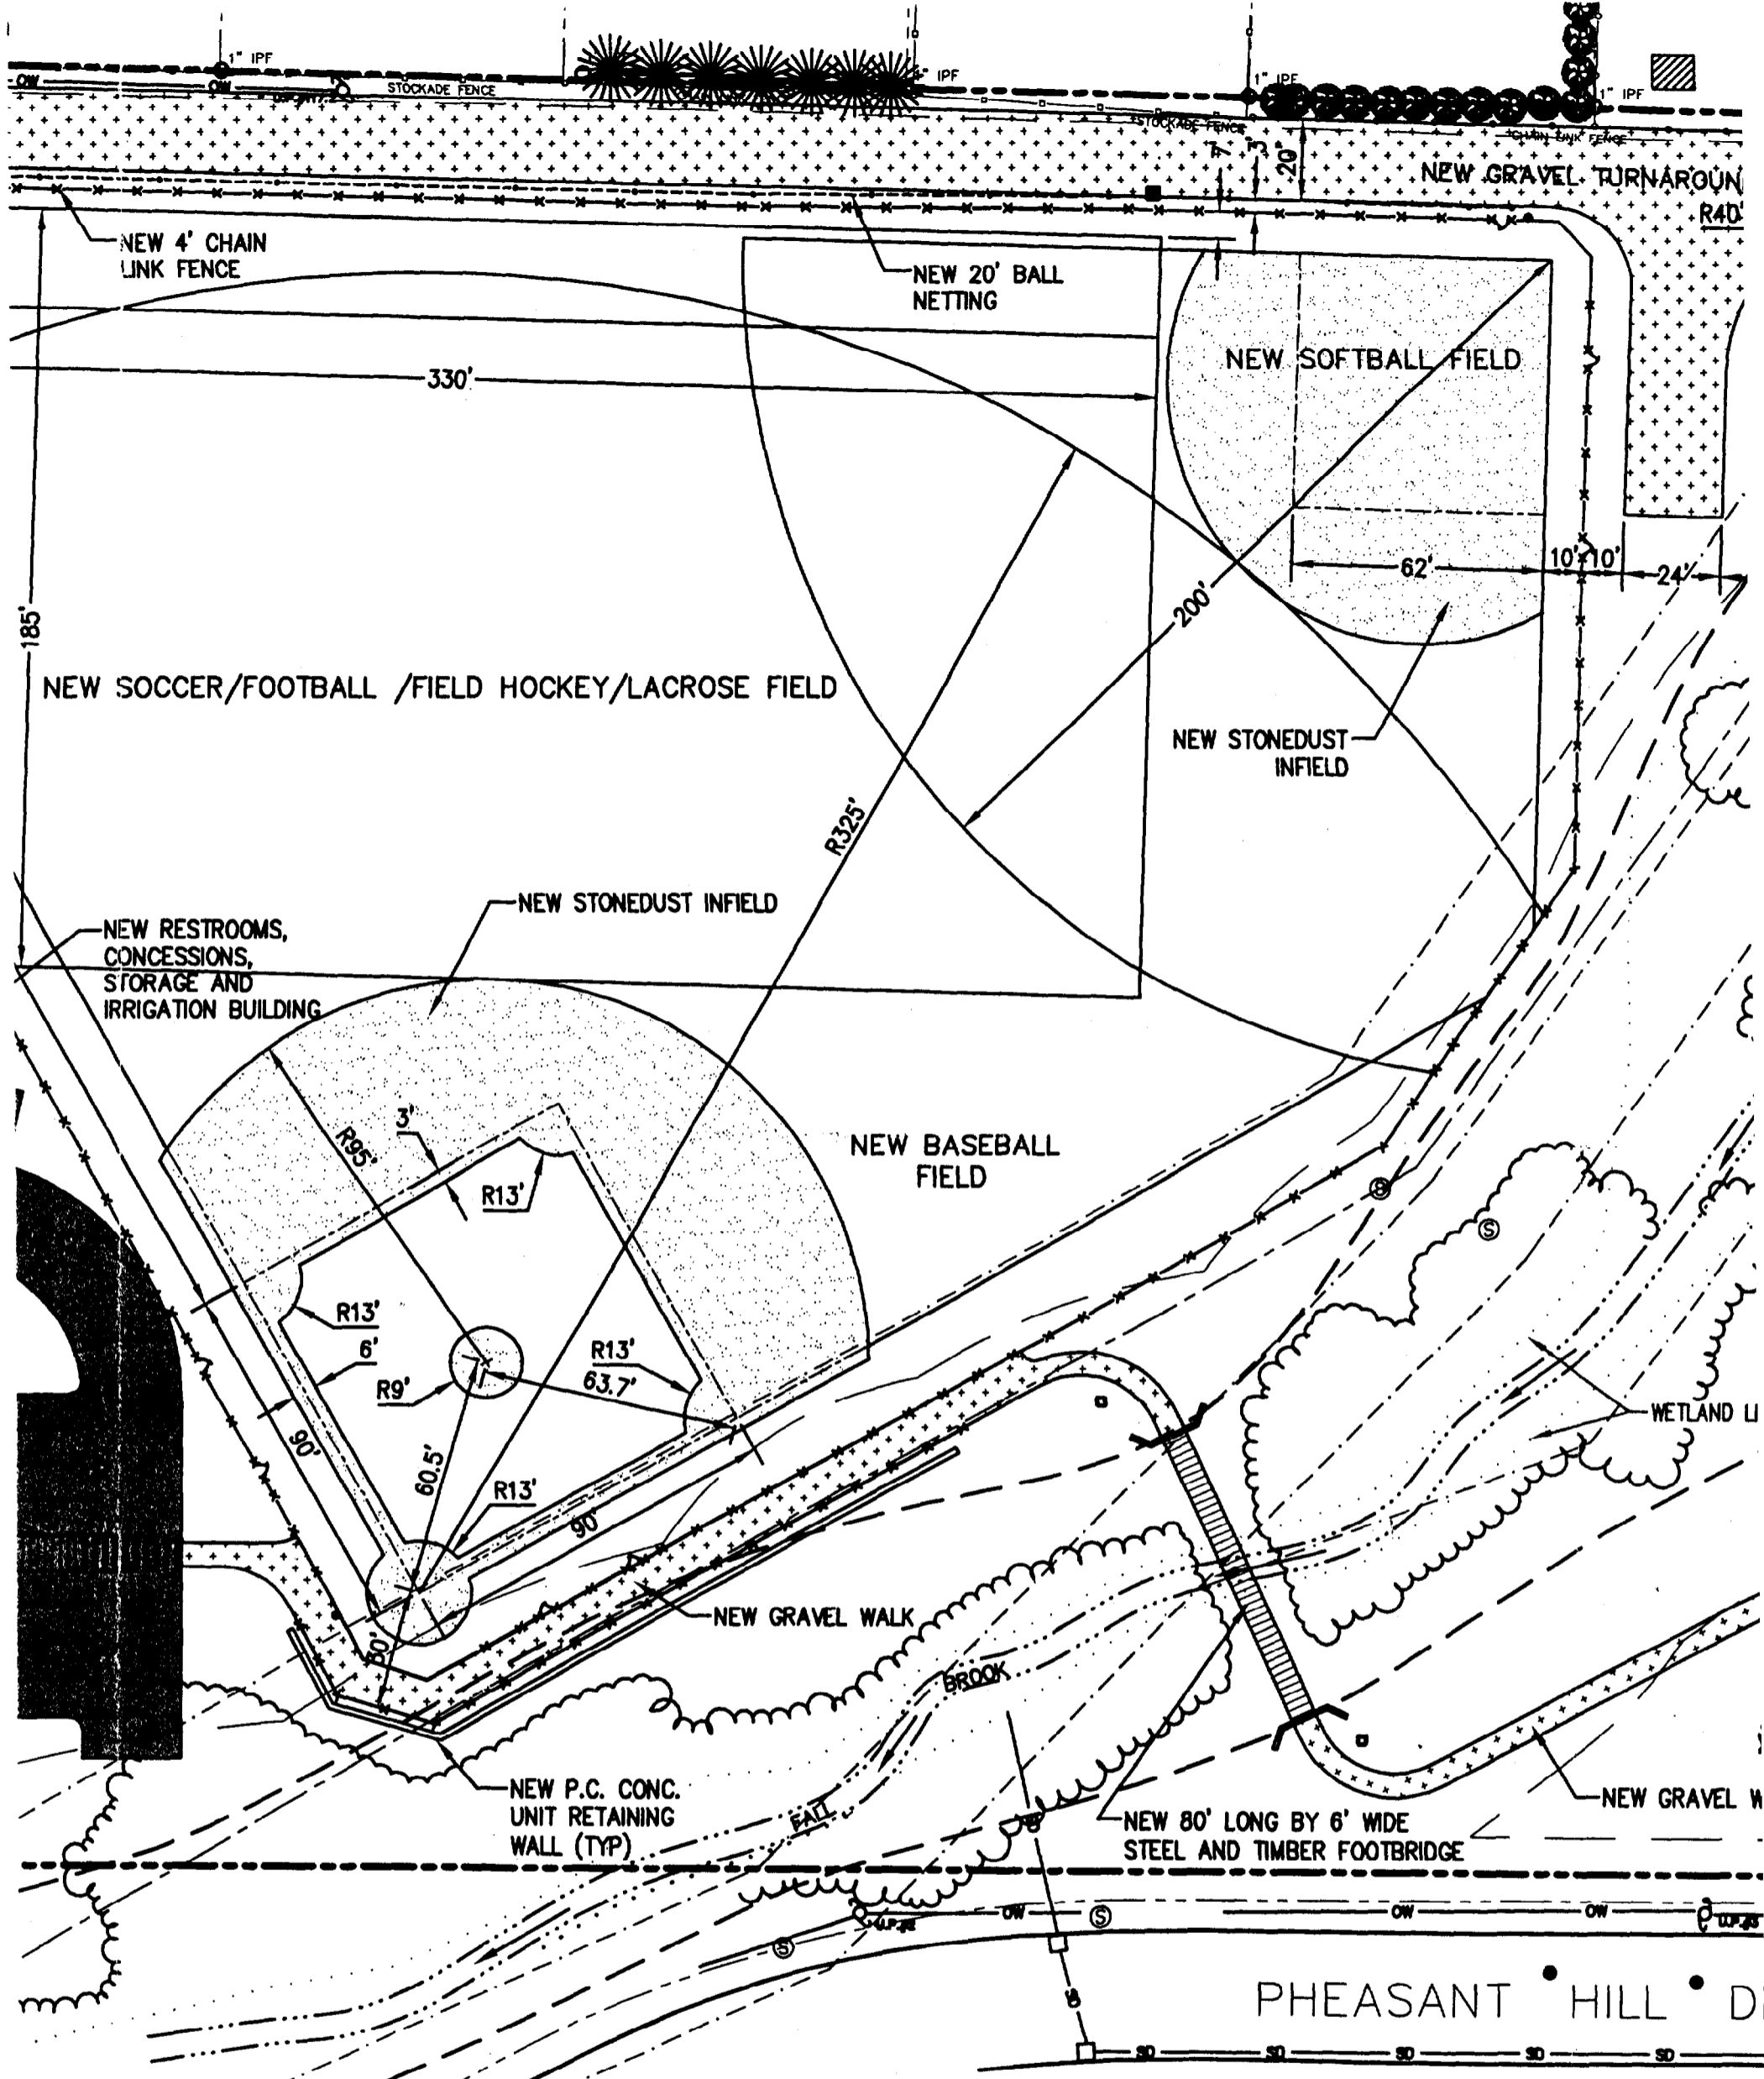 1" IPF
1" IPF
1" IPF
1" IPF
OW
OW
STOCKADE FENCE
STOCKADE FENCE
CHAIN LINK FENCE
7'
3'
20'
NEW GRAVEL TURNAROUN
R40'
NEW 4' CHAIN
LINK FENCE
NEW 20' BALL
NETTING
330'
NEW SOFTBALL FIELD
62'
10'
10'
24'
200'
185'
NEW SOCCER/FOOTBALL /FIELD HOCKEY/LACROSE FIELD
NEW STONEDUST
INFIELD
R325'
NEW STONEDUST INFIELD
NEW RESTROOMS,
CONCESSIONS,
STORAGE AND
IRRIGATION BUILDING
R95'
3'
R13'
NEW BASEBALL
FIELD
S
S
R13'
6'
R9'
R13'
63.7'
90'
60.5'
R13'
90'
WETLAND LI
NEW GRAVEL WALK
BROOK
NEW P.C. CONC.
UNIT RETAINING
WALL (TYP)
NEW 80' LONG BY 6' WIDE
STEEL AND TIMBER FOOTBRIDGE
NEW GRAVEL W
U.P.#2
OW
S
OW
OW
S
PHEASANT HILL D
SD
SD
SD
SD
SD